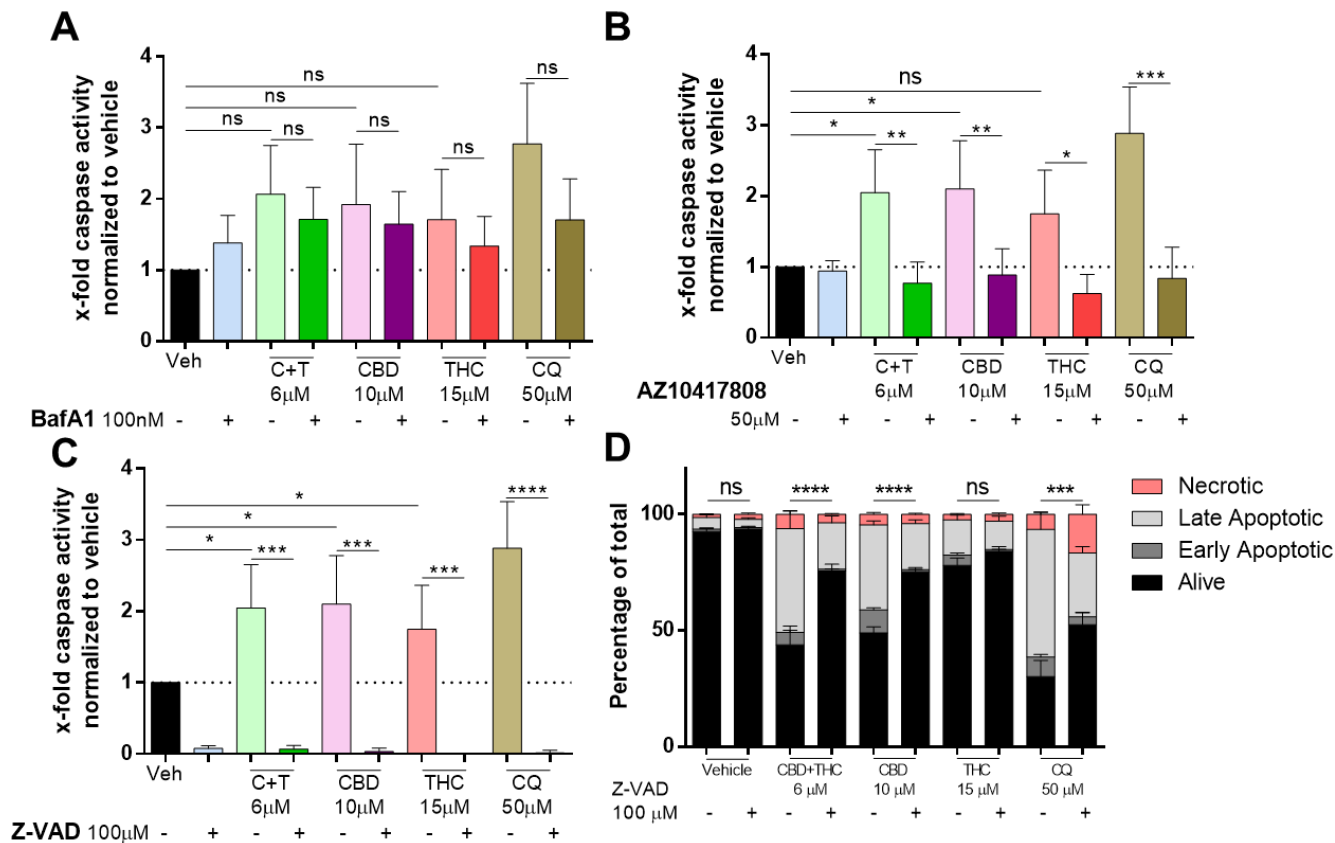 A
x-fold caspase activity
normalized to vehicle
4
3
2
1
0
ns
ns
ns
ns
ns
ns
ns
Veh
C+T
6μM
CBD
10μM
THC
15μM
CQ
50μM
BafA1 100nM - + - + - + - + - +
B
x-fold caspase activity
normalized to vehicle
4
3
2
1
0
ns
*
*
**
**
*
***
Veh
C+T
6μM
CBD
10μM
THC
15μM
CQ
50μM
AZ10417808
50μM - + - + - + - + - +
C
x-fold caspase activity
normalized to vehicle
4
3
2
1
0
*
*
*
***
***
***
****
Veh
C+T
6μM
CBD
10μM
THC
15μM
CQ
50μM
Z-VAD 100μM - + - + - + - + - +
D
Percentage of total
100
50
0
ns
****
****
ns
***
Necrotic
Late Apoptotic
Early Apoptotic
Alive
Vehicle
CBD+THC
6 μM
CBD
10 μM
THC
15 μM
CQ
50 μM
Z-VAD
100 μM - + - + - + - + - +